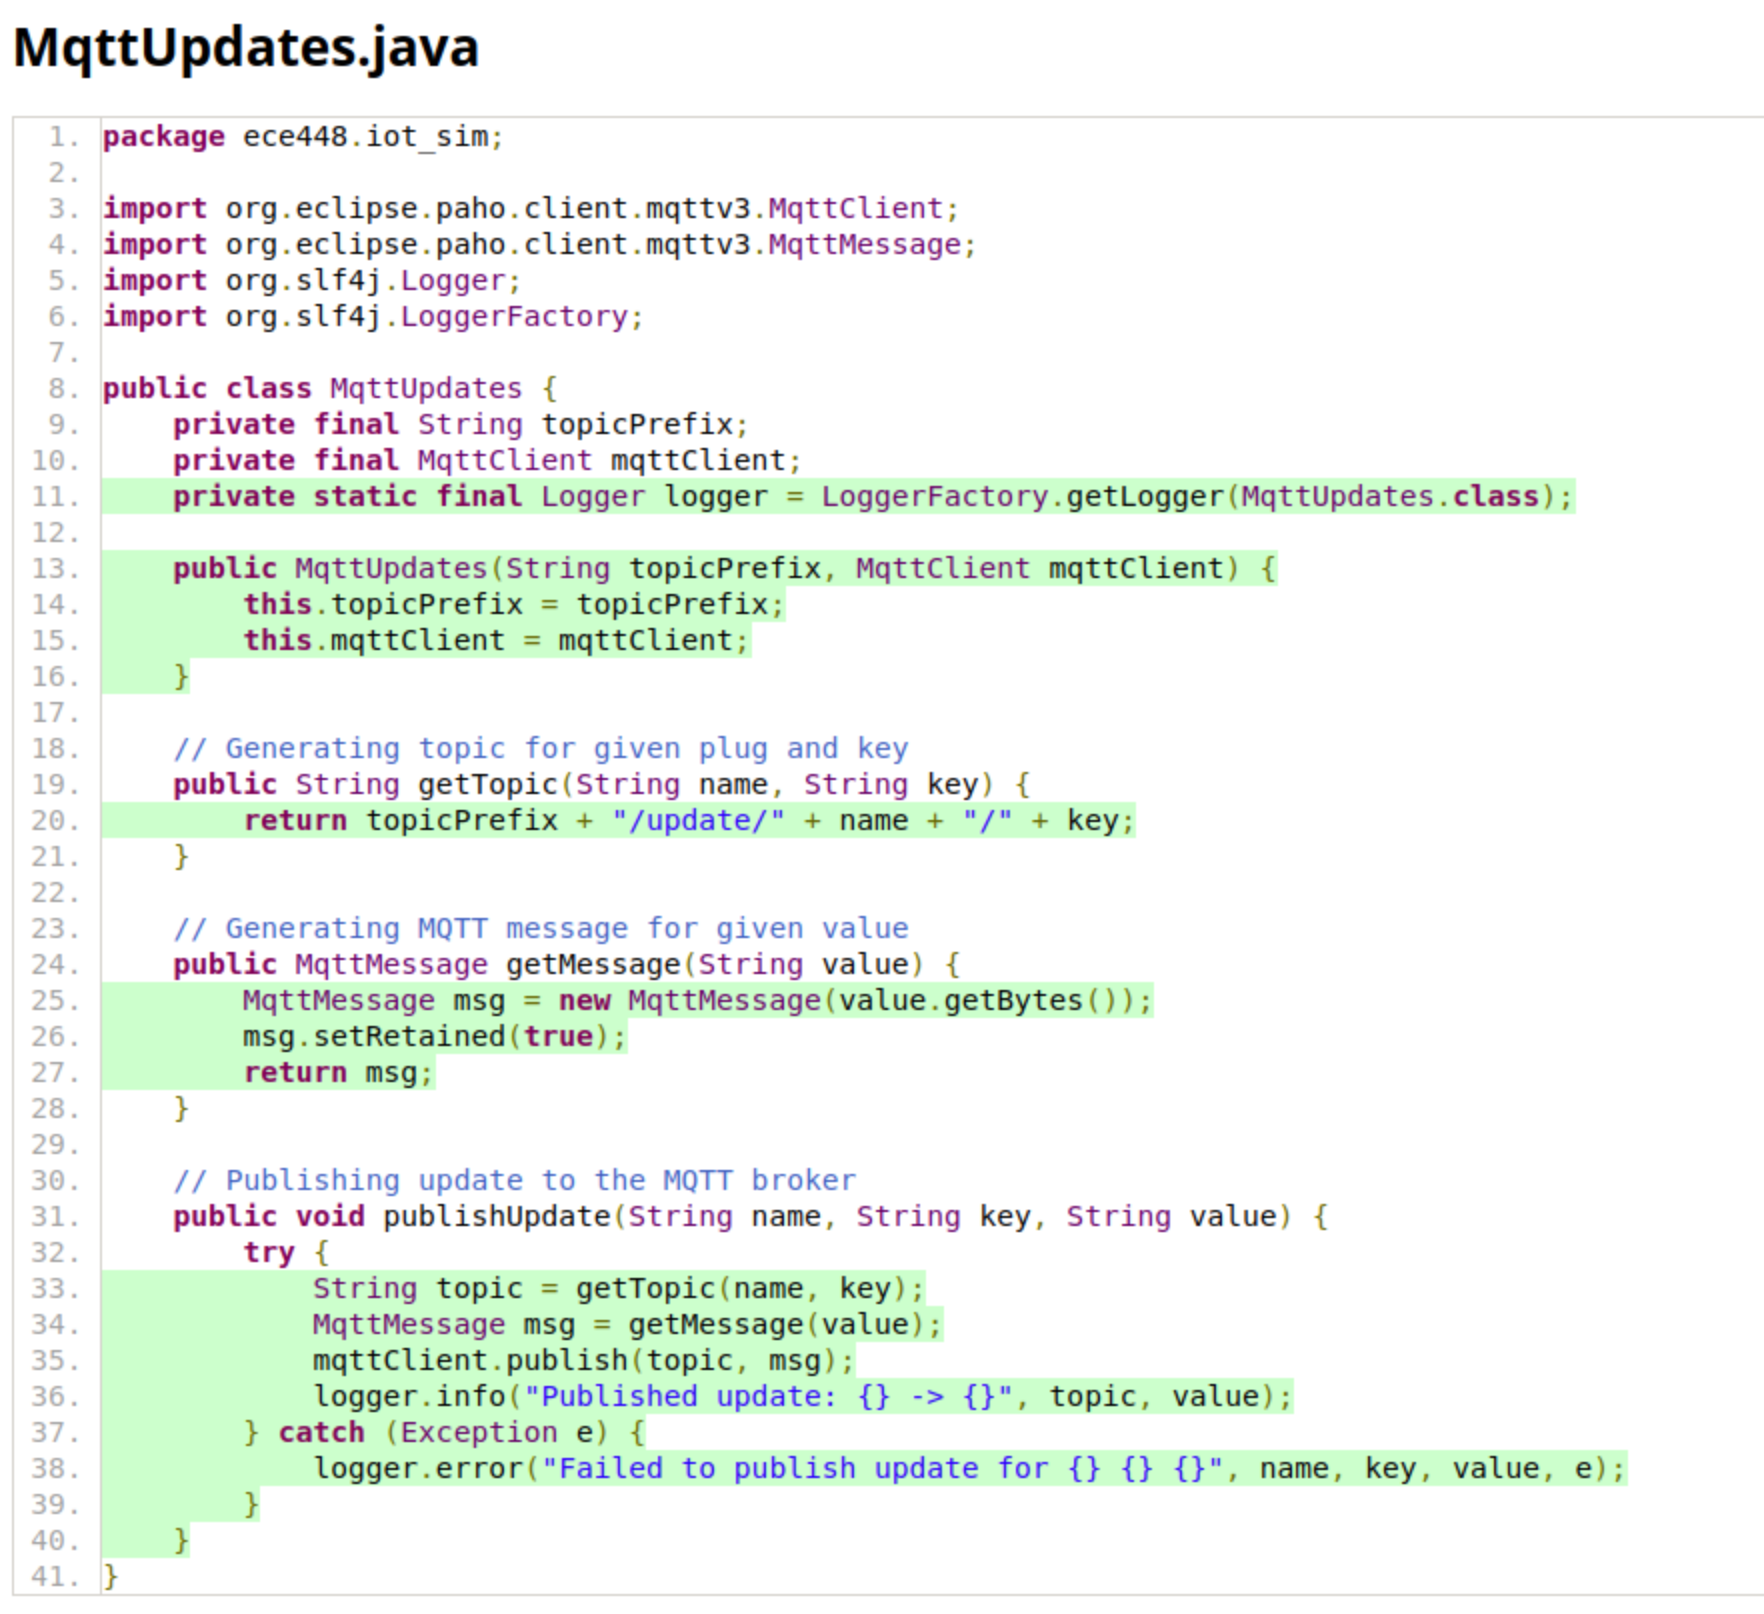 MqttUpdates.java
1. package ece448.iot_sim;
2.
3. import org.eclipse.paho.client.mqttv3.MqttClient;
4. import org.eclipse.paho.client.mqttv3.MqttMessage;
5. import org.slf4j.Logger;
6. import org.slf4j.LoggerFactory;
7.
8. public class MqttUpdates {
9.     private final String topicPrefix;
10.     private final MqttClient mqttClient;
11.     private static final Logger logger = LoggerFactory.getLogger(MqttUpdates.class);
12.
13.     public MqttUpdates(String topicPrefix, MqttClient mqttClient) {
14.         this.topicPrefix = topicPrefix;
15.         this.mqttClient = mqttClient;
16.     }
17.
18.     // Generating topic for given plug and key
19.     public String getTopic(String name, String key) {
20.         return topicPrefix + "/update/" + name + "/" + key;
21.     }
22.
23.     // Generating MQTT message for given value
24.     public MqttMessage getMessage(String value) {
25.         MqttMessage msg = new MqttMessage(value.getBytes());
26.         msg.setRetained(true);
27.         return msg;
28.     }
29.
30.     // Publishing update to the MQTT broker
31.     public void publishUpdate(String name, String key, String value) {
32.         try {
33.             String topic = getTopic(name, key);
34.             MqttMessage msg = getMessage(value);
35.             mqttClient.publish(topic, msg);
36.             logger.info("Published update: {} -> {}", topic, value);
37.         } catch (Exception e) {
38.             logger.error("Failed to publish update for {} {} {}", name, key, value, e);
39.         }
40.     }
41. }